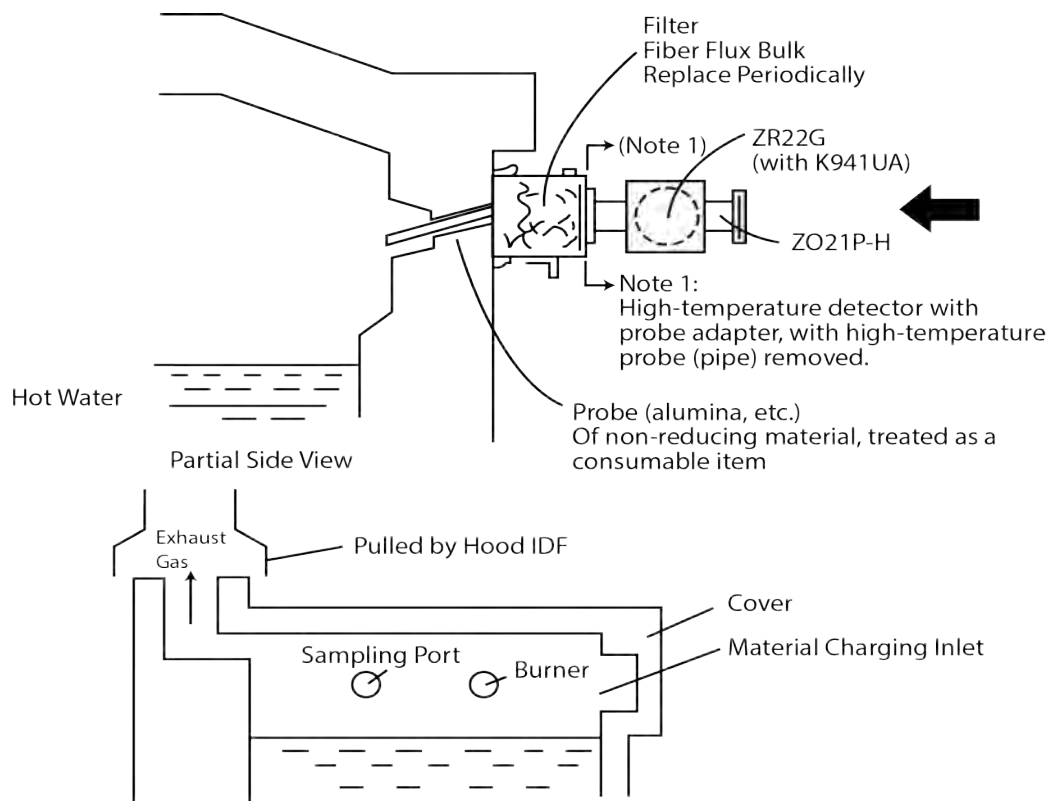 Filter
Fiber Flux Bulk
Replace Periodically
(Note 1)
ZR22G
(with K941UA)
ZO21P-H
Note 1:
High-temperature detector with
probe adapter, with high-temperature
probe (pipe) removed.
Hot Water
Probe (alumina, etc.)
Of non-reducing material, treated as a
consumable item
Partial Side View
Exhaust
Gas
Pulled by Hood IDF
Cover
Material Charging Inlet
Sampling Port
Burner